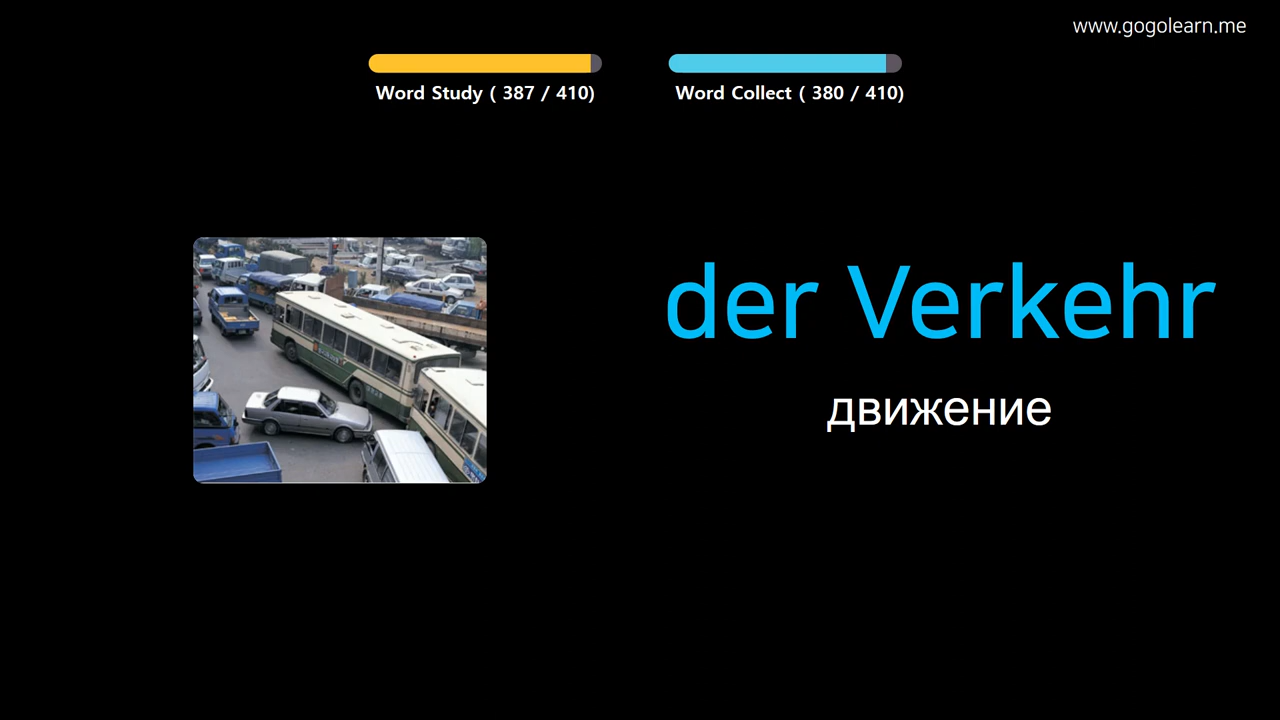 www.gogolearn.me
Word Study ( 387 / 410)
Word Collect ( 380 / 410)
der Verkehr
движение